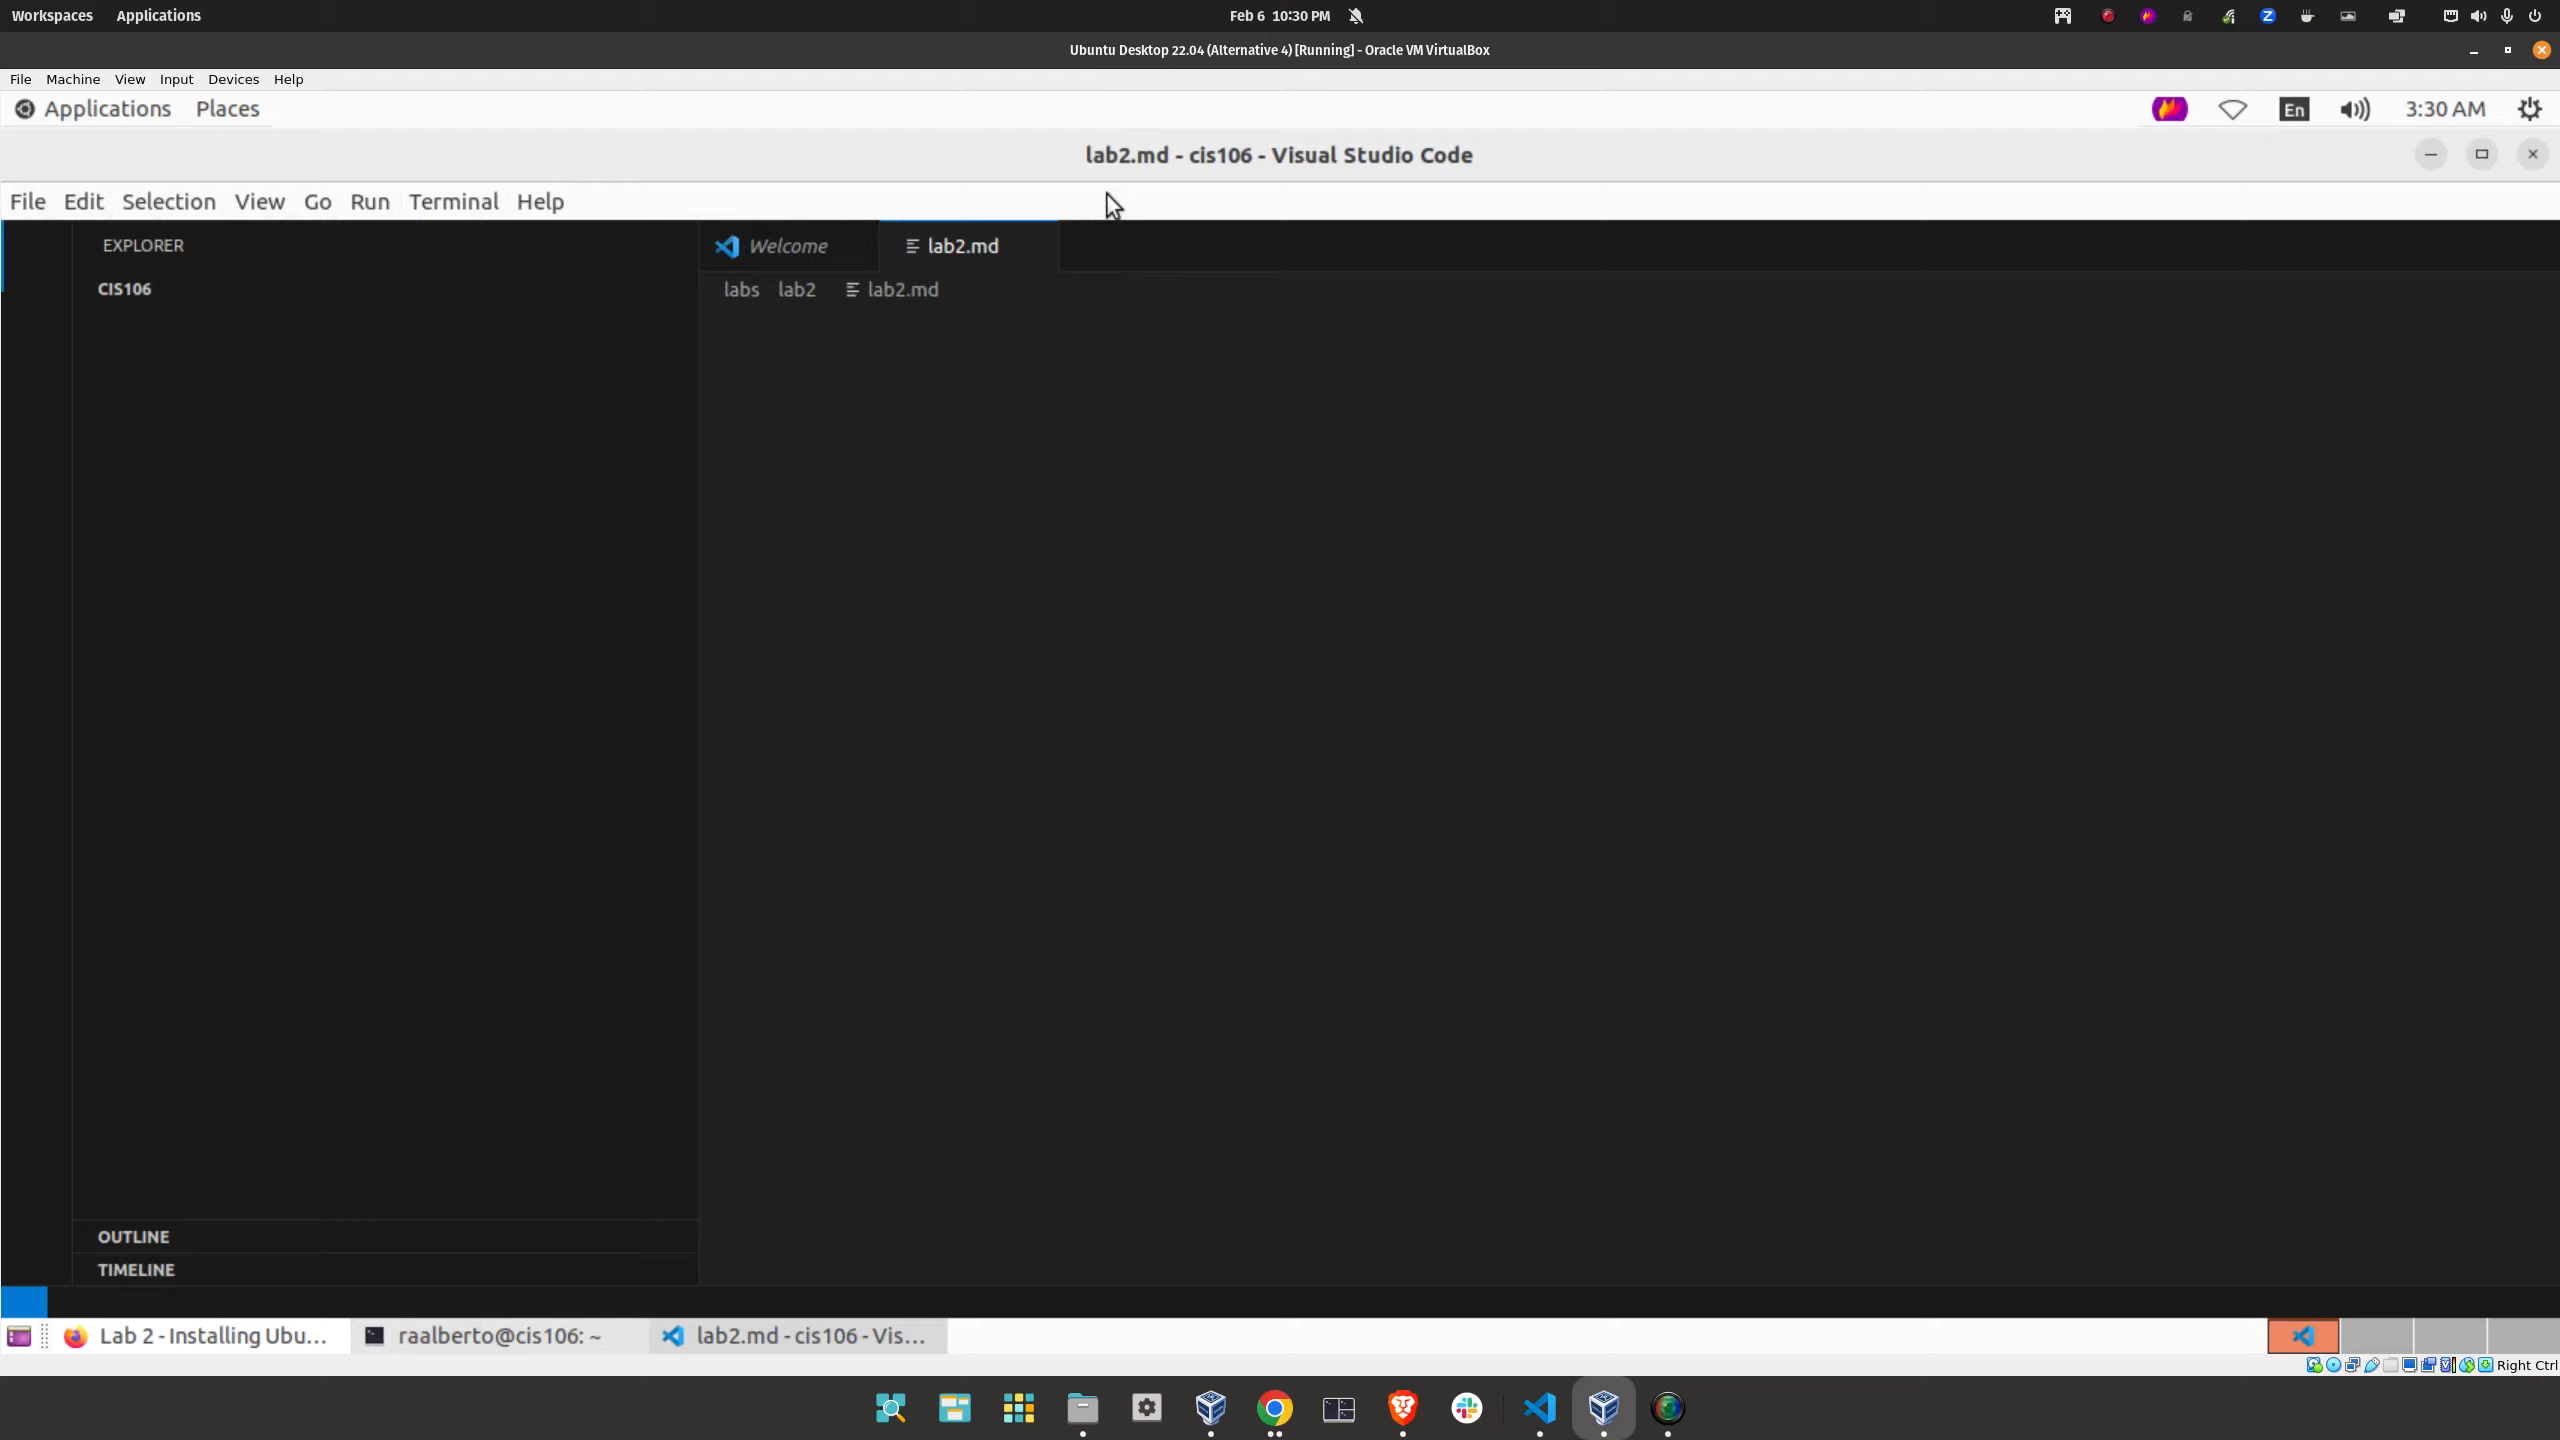 Workspaces Applications Feb 6 10:30 PM
Ubuntu Desktop 22.04 (Alternative 4) [Running] - Oracle VM VirtualBox
File Machine View Input Devices Help
Applications Places En 3:30 AM
lab2.md - cis106 - Visual Studio Code
File Edit Selection View Go Run Terminal Help
EXPLORER Welcome lab2.md
CIS106 labs lab2 lab2.md
OUTLINE
TIMELINE
Lab 2 - Installing Ubu... raalberto@cis106: ~ lab2.md - cis106 - Vis...
Right Ctrl